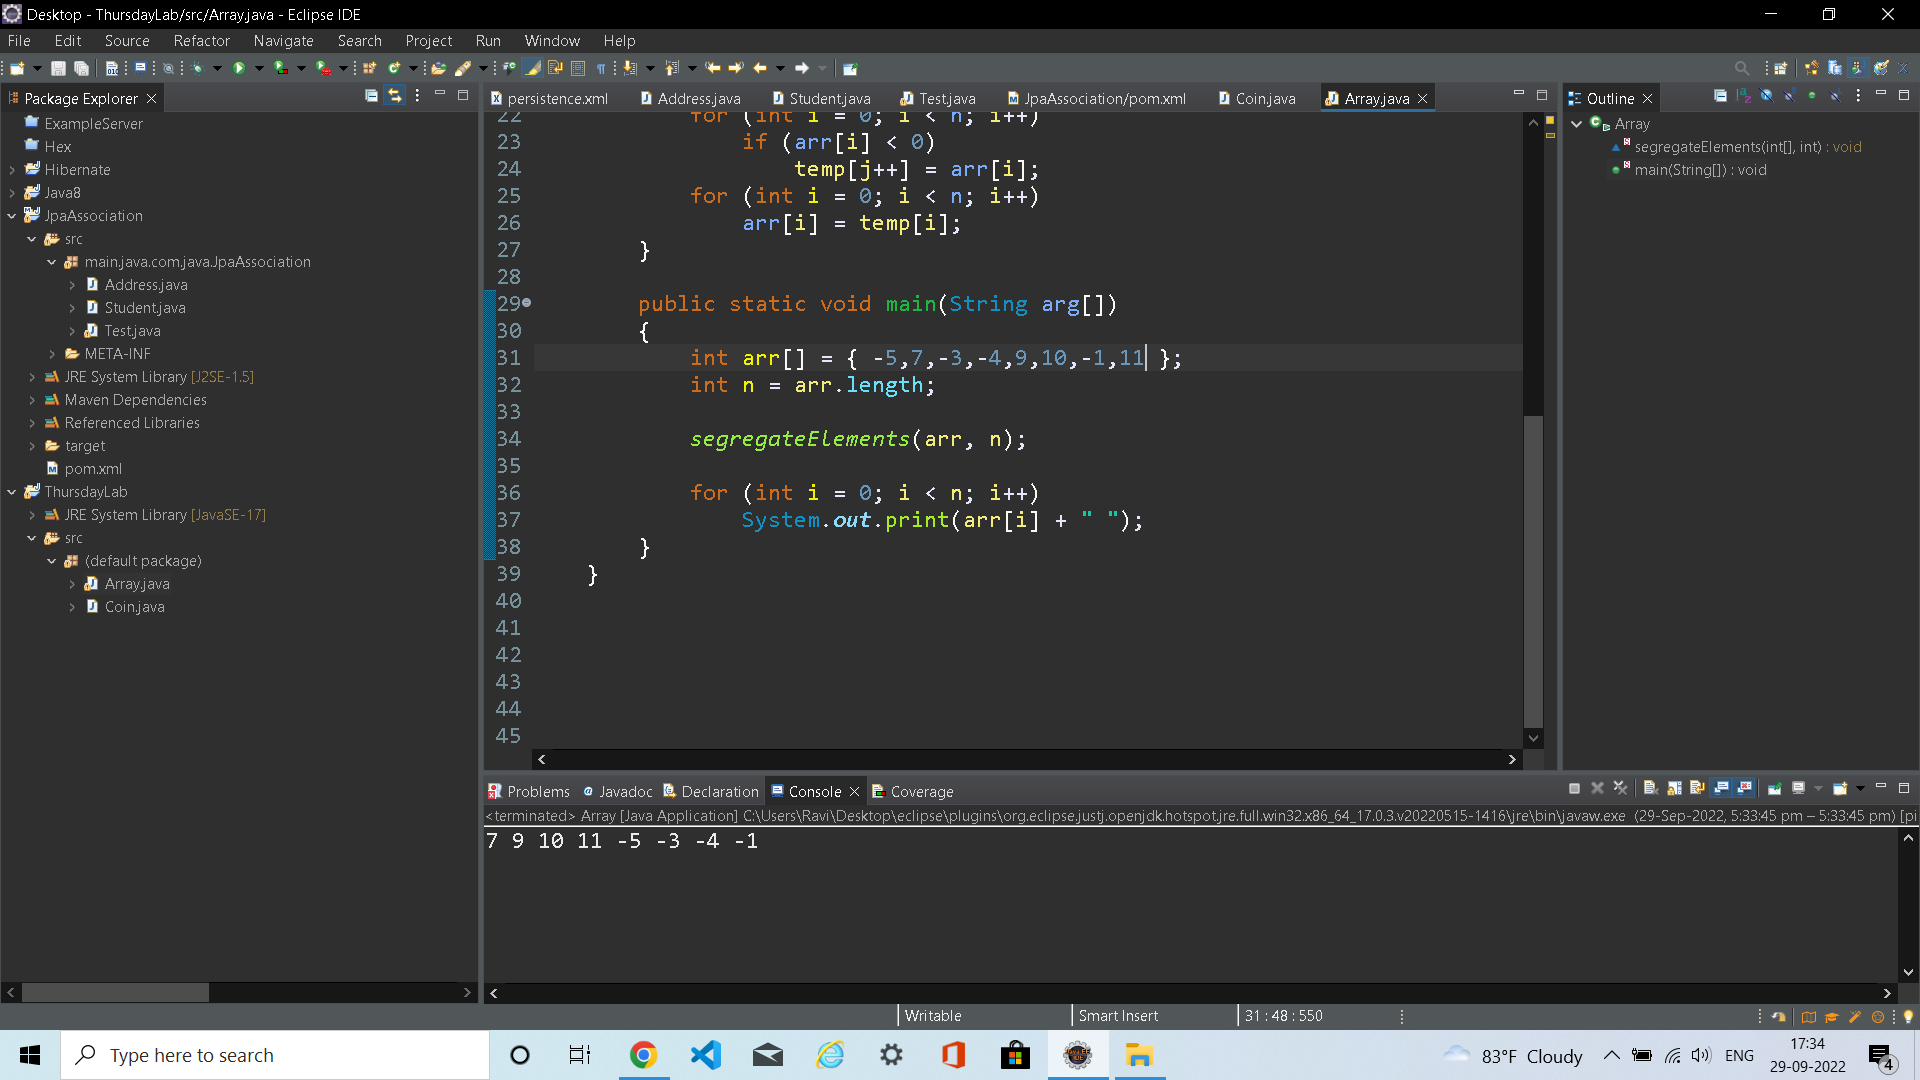 Desktop - ThursdayLab/src/Array.java - Eclipse IDE
File Edit Source Refactor Navigate Search Project Run Window Help
Package Explorer
ExampleServer
Hex
Hibernate
Java8
JpaAssociation
src
main.java.com.java.JpaAssociation
Address.java
Student.java
Test.java
META-INF
JRE System Library [J2SE-1.5]
Maven Dependencies
Referenced Libraries
target
pom.xml
ThursdayLab
JRE System Library [JavaSE-17]
src
(default package)
Array.java
Coin.java
persistence.xml Address.java Student.java Test.java JpaAssociation/pom.xml Coin.java Array.java
22 for (int i = 0; i < n; i++)
23 if (arr[i] < 0)
24 temp[j++] = arr[i];
25 for (int i = 0; i < n; i++)
26 arr[i] = temp[i];
27 }
28
29 public static void main(String arg[])
30 {
31 int arr[] = { -5,7,-3,-4,9,10,-1,11 };
32 int n = arr.length;
33
34 segregateElements(arr, n);
35
36 for (int i = 0; i < n; i++)
37 System.out.print(arr[i] + " ");
38 }
39 }
40
41
42
43
44
45
Outline
Array
segregateElements(int[], int) : void
main(String[]) : void
Problems Javadoc Declaration Console Coverage
<terminated> Array [Java Application] C:\Users\Ravi\Desktop\eclipse\plugins\org.eclipse.justj.openjdk.hotspot.jre.full.win32.x86_64_17.0.3.v20220515-1416\jre\bin\javaw.exe (29-Sep-2022, 5:33:45 pm – 5:33:45 pm) [pi
7 9 10 11 -5 -3 -4 -1
Writable Smart Insert 31 : 48 : 550
Type here to search
83°F Cloudy
ENG
17:34
29-09-2022
4